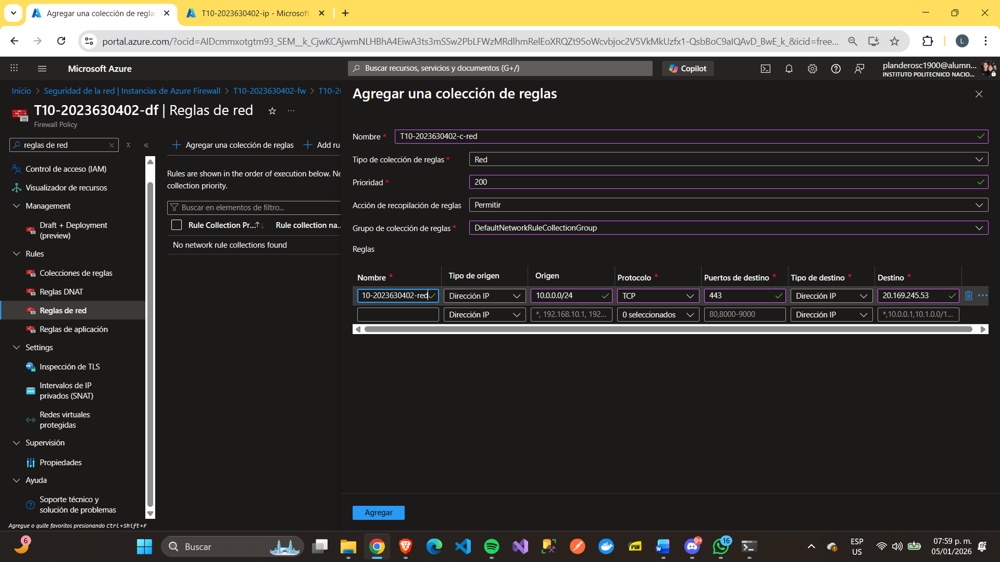 Agregar una colección de regla
T10-2023630402-ip - Microsoft
portal.azure.com/?ocid=AIDcmmxotgtm93_SEM__k_CjwKCAjwmNLHBhA4EiwA3ts3mSSw2PbLFWzMRdlhmRelEoXRQZt95oWcvbjoc2V5VkMkUzfx1-QsbBoC9aIQAvD_BwE_k_&icid=free...
L
Microsoft Azure
Buscar recursos, servicios y documentos (G+/)
Copilot
planderosc1900@alumn...
INSTITUTO POLITECNICO NACIO...
Inicio > Seguridad de la red | Instancias de Azure Firewall > T10-2023630402-fw > T10-20
T10-2023630402-df | Reglas de red
Firewall Policy
reglas de red
Control de acceso (IAM)
Visualizador de recursos
Management
Draft + Deployment
(preview)
Rules
Colecciones de reglas
Reglas DNAT
Reglas de red
Reglas de aplicación
Settings
Inspección de TLS
Intervalos de IP
privados (SNAT)
Redes virtuales
protegidas
Supervisión
Propiedades
Ayuda
Soporte técnico y
solución de problemas
Agregue o quite favoritos presionando Ctrl+Shift+F
Agregar una colección de reglas
Add ru
Rules are shown in the order of execution below. Ne
collection priority.
Buscar en elementos de filtro...
Rule Collection Pr...
Rule collection na...
No network rule collections found
Agregar una colección de reglas
Nombre *
T10-2023630402-c-red
Tipo de colección de reglas *
Red
Prioridad *
200
Acción de recopilación de reglas
Permitir
Grupo de colección de reglas *
DefaultNetworkRuleCollectionGroup
Reglas
Nombre * Tipo de origen Origen Protocolo * Puertos de destino * Tipo de destino * Destino *
10-2023630402-red Dirección IP 10.0.0.0/24 TCP 443 Dirección IP 20.169.245.53
Dirección IP *, 192.168.10.1, 192... 0 seleccionados 80,8000-9000 Dirección IP *,10.0.0.1,10.1.0.0/1...
Agregar
6
Buscar
PDF
9+
16
ESP
US
07:59 p. m.
05/01/2026